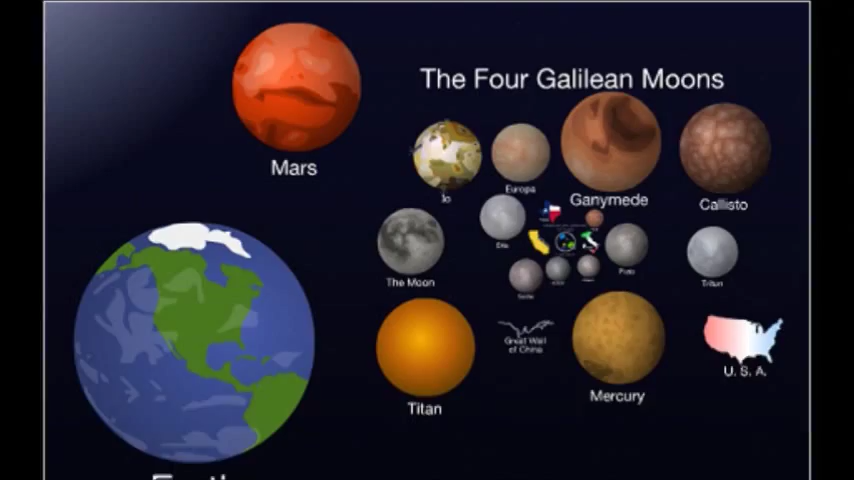 The Four Galilean Moons
Mars
Io
Europa
Ganymede
Callisto
Eris
The Moon
Pluto
Triton
Great Wall
of China
Titan
Mercury
U. S. A.